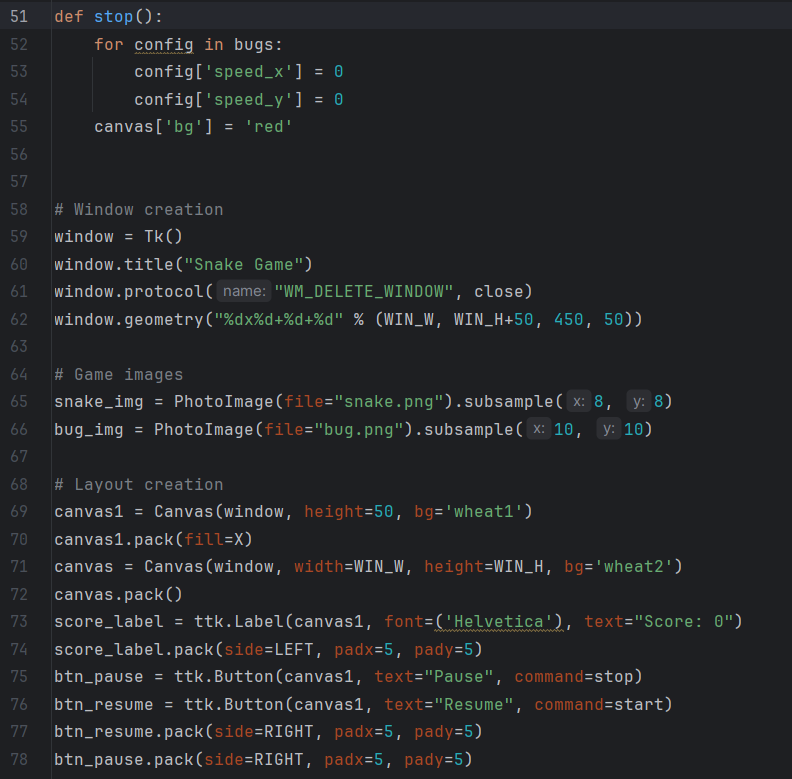 51 def stop():
52     for config in bugs:
53         config['speed_x'] = 0
54         config['speed_y'] = 0
55     canvas['bg'] = 'red'
56
57
58 # Window creation
59 window = Tk()
60 window.title("Snake Game")
61 window.protocol( name: "WM_DELETE_WINDOW", close)
62 window.geometry("%dx%d+%d+%d" % (WIN_W, WIN_H+50, 450, 50))
63
64 # Game images
65 snake_img = PhotoImage(file="snake.png").subsample( x: 8, y: 8)
66 bug_img = PhotoImage(file="bug.png").subsample( x: 10, y: 10)
67
68 # Layout creation
69 canvas1 = Canvas(window, height=50, bg='wheat1')
70 canvas1.pack(fill=X)
71 canvas = Canvas(window, width=WIN_W, height=WIN_H, bg='wheat2')
72 canvas.pack()
73 score_label = ttk.Label(canvas1, font=('Helvetica'), text="Score: 0")
74 score_label.pack(side=LEFT, padx=5, pady=5)
75 btn_pause = ttk.Button(canvas1, text="Pause", command=stop)
76 btn_resume = ttk.Button(canvas1, text="Resume", command=start)
77 btn_resume.pack(side=RIGHT, padx=5, pady=5)
78 btn_pause.pack(side=RIGHT, padx=5, pady=5)